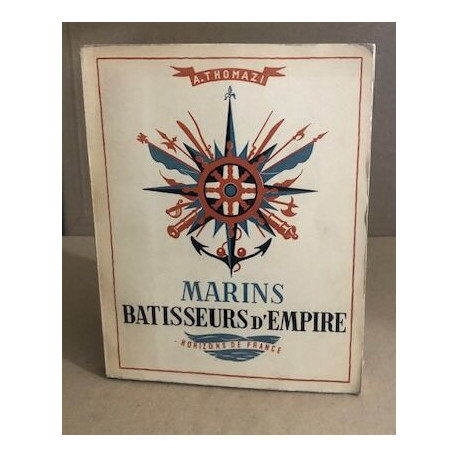 A. THOMAZI
MARINS
BATISSEURS D'EMPIRE
HORIZONS DE FRANCE